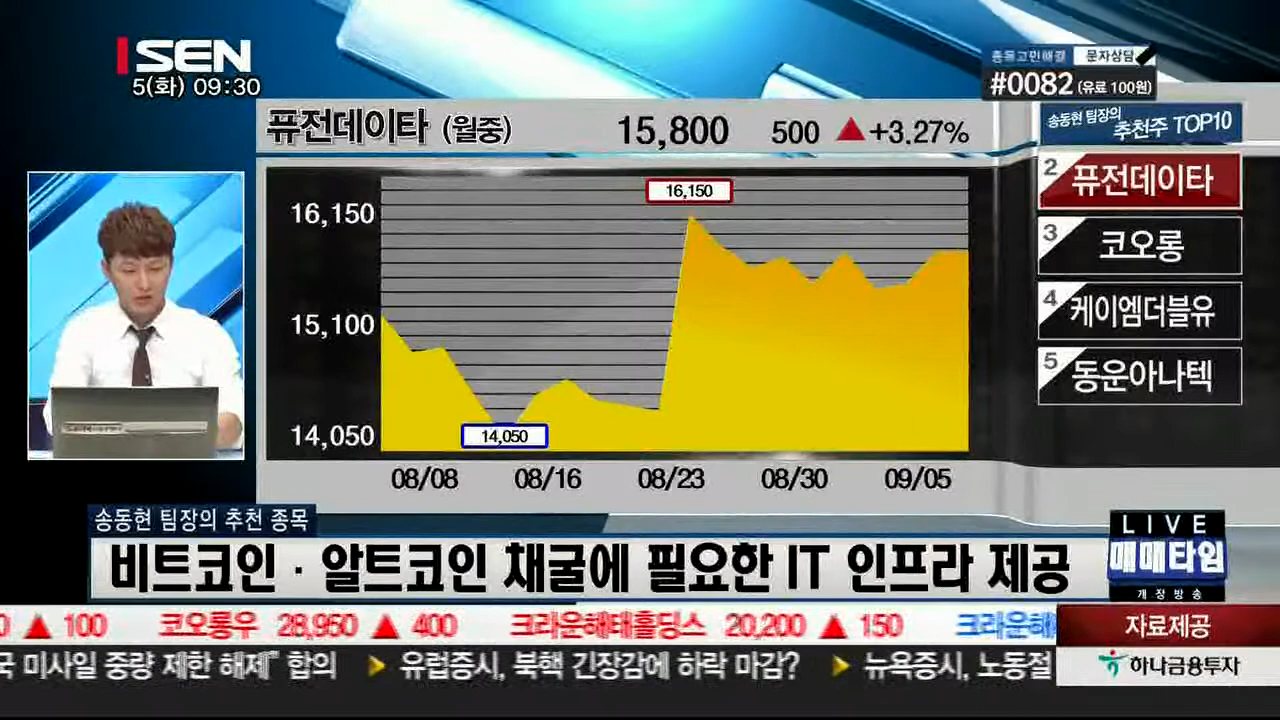 SEN
5(화) 09:30
종목고민해결 문자상담
#0082 (유료 100원)
퓨전데이타 (월중) 15,800 500 ▲ +3.27%
송동현 팀장의
추천주 TOP10
2 퓨전데이타
3 코오롱
4 케이엠더블유
5 동운아나텍
16,150
16,150
15,100
14,050
14,050
08/08 08/16 08/23 08/30 09/05
송동현 팀장의 추천 종목
비트코인 · 알트코인 채굴에 필요한 IT 인프라 제공
LIVE
매매타임
개장방송
0 ▲ 100 코오롱우 28,950 ▲ 400 크라운해태홀딩스 20,200 ▲ 150 크라운해
자료제공
국 미사일 중량 제한 해제" 합의 ▶ 유럽증시, 북핵 긴장감에 하락 마감? ▶ 뉴욕증시, 노동절
하나금융투자